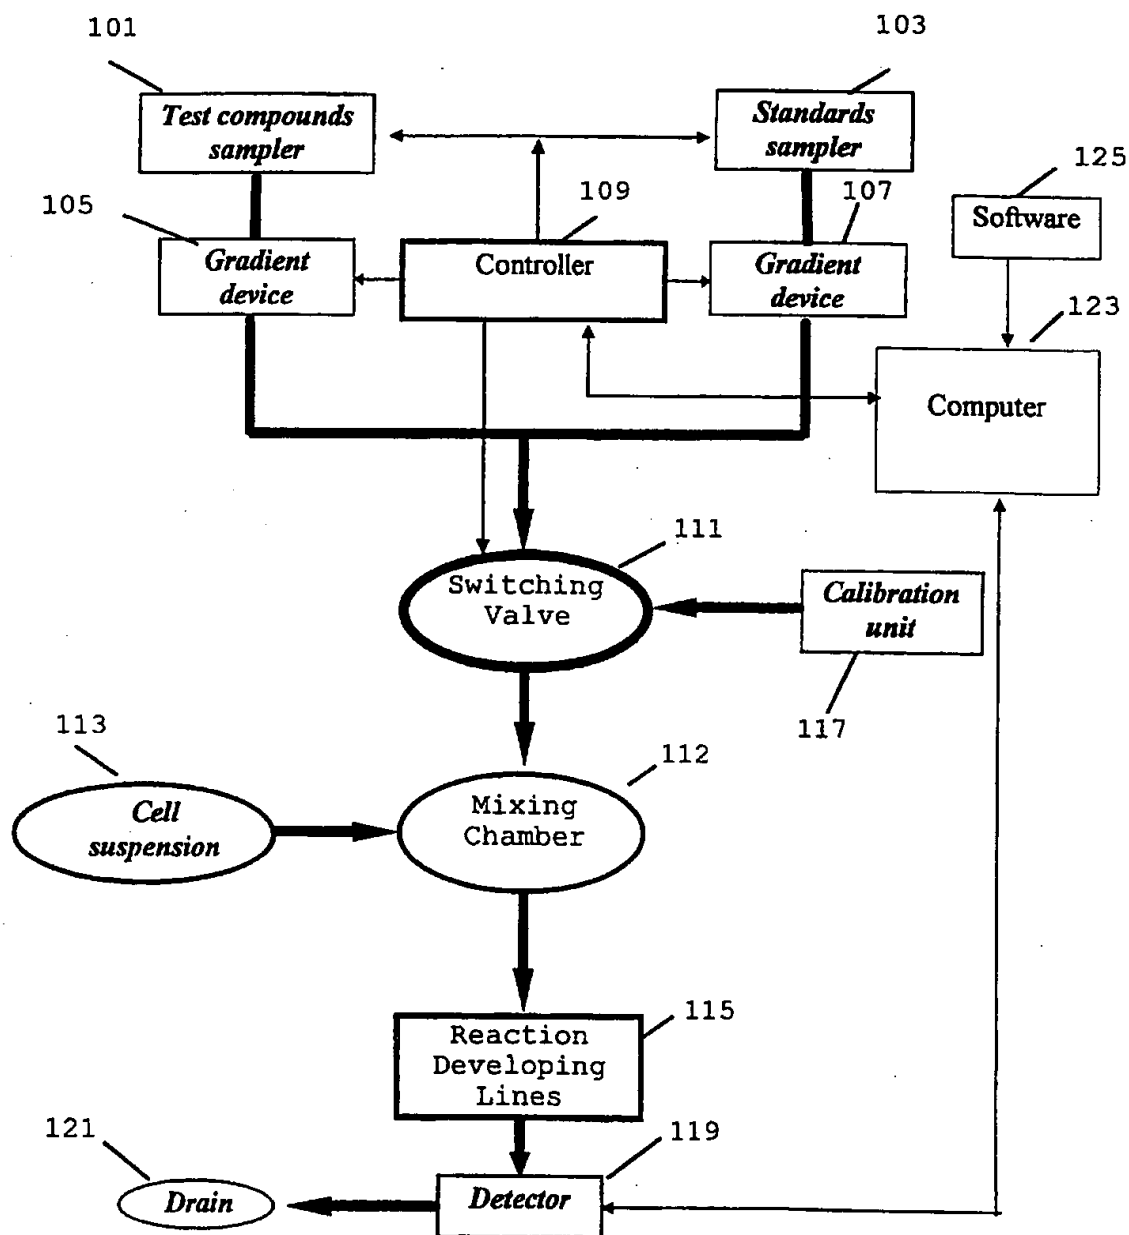 101
103
Test compounds
sampler
Standards
sampler
125
105
109
107
Software
Gradient
device
Controller
Gradient
device
123
Computer
111
Switching
Valve
Calibration
unit
117
113
112
Cell
suspension
Mixing
Chamber
115
Reaction
Developing
Lines
121
119
Drain
Detector